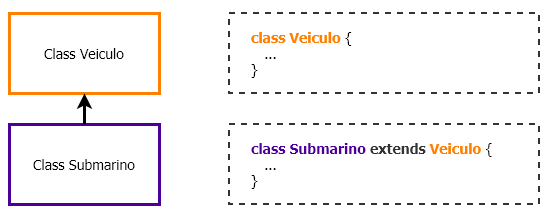 Class Veiculo
class Veiculo {
...
}
Class Submarino
class Submarino extends Veiculo {
...
}